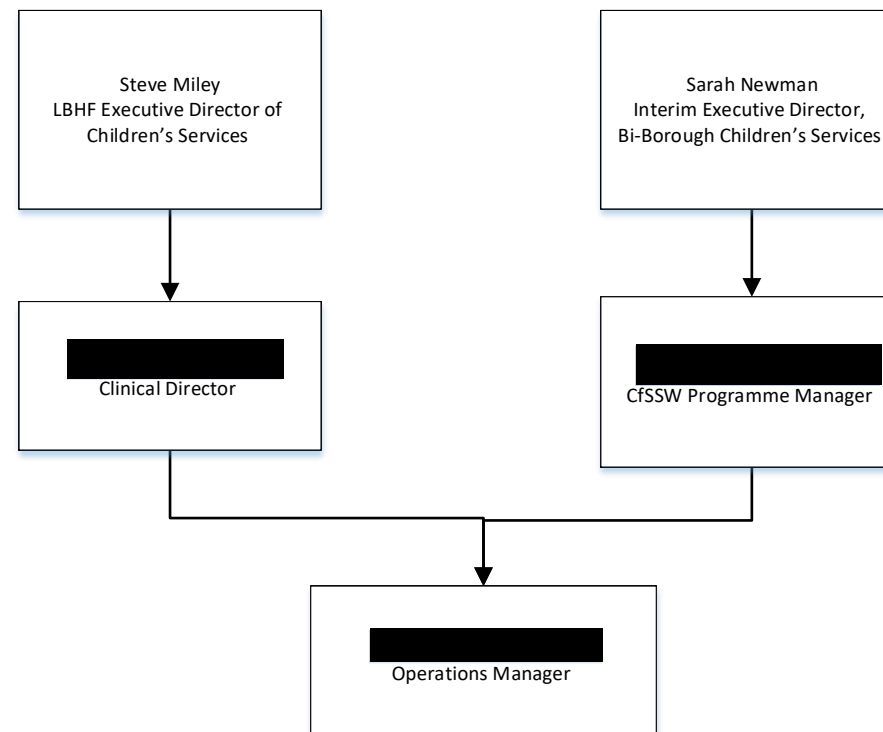 Steve Miley
LBHF Executive Director of
Children's Services
Sarah Newman
Interim Executive Director,
Bi-Borough Children's Services
Clinical Director
CfSSW Programme Manager
Operations Manager